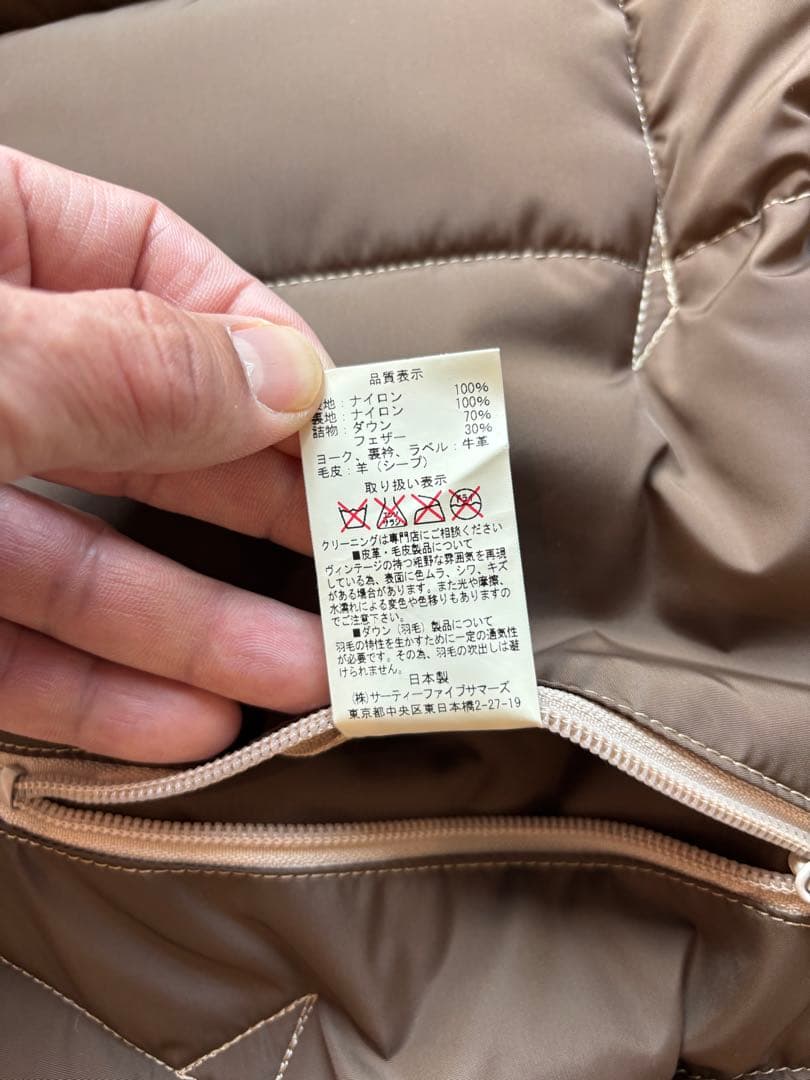 品質表示
地：ナイロン 100%
裏地：ナイロン 100%
詰物：ダウン 70%
フェザー 30%
ヨーク、裏衿、ラベル：牛革
毛皮：羊（シープ）
取り扱い表示
エンソ サラシ ドライ
クリーニングは専門店にご相談ください
■皮革・毛皮製品について
ヴィンテージの持つ粗野な雰囲気を再現
している為、表面に色ムラ、シワ、キズ
がある場合があります。また光や摩擦、
水濡れによる変色や色移りもありますの
でご注意下さい。
■ダウン（羽毛）製品について
羽毛の特性を生かすために一定の通気性
が必要です。その為、羽毛の吹出しは避
けられません。
日本製
（株）サーティーファイブサマーズ
東京都中央区東日本橋2-27-19